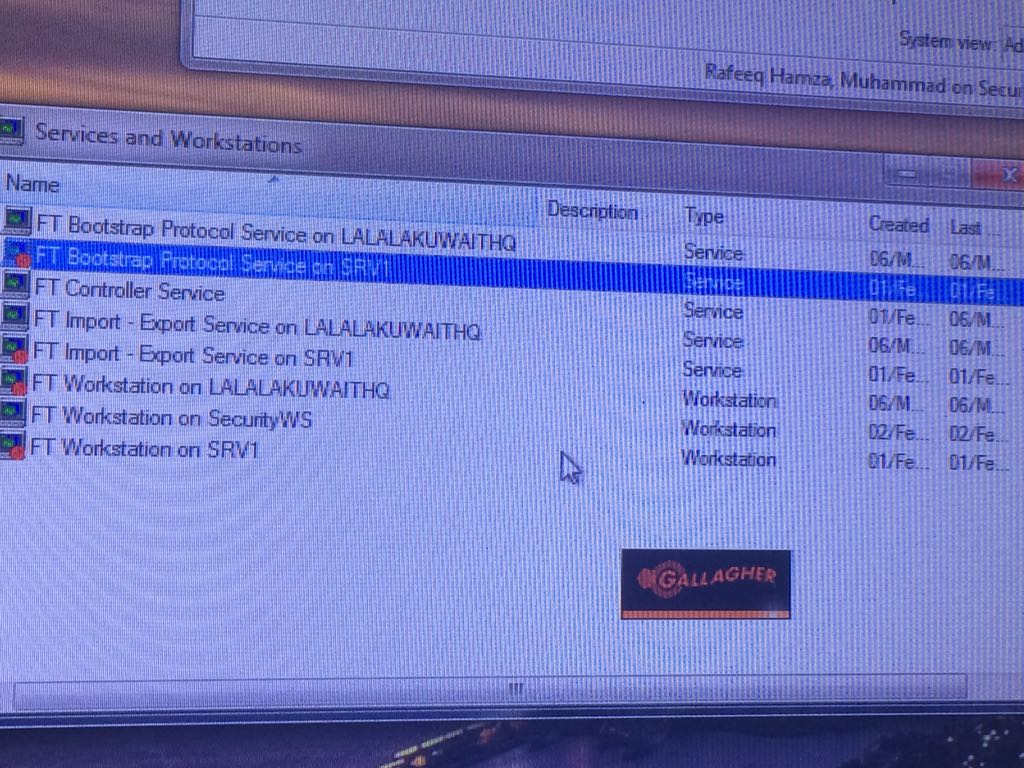 System view: Ad
Rafeeq Hamza, Muhammad on Secur
Services and Workstations
Name Description Type Created Last ...
FT Bootstrap Protocol Service on LALALAKUWAITHQ Service 06/M... 06/M...
FT Bootstrap Protocol Service on SRV1 Service 01/Fe... 01/Fe
FT Controller Service Service 01/Fe... 06/M...
FT Import - Export Service on LALALAKUWAITHQ Service 06/M... 06/M...
FT Import - Export Service on SRV1 Service 01/Fe... 01/Fe...
FT Workstation on LALALAKUWAITHQ Workstation 06/M... 06/M...
FT Workstation on SecurityWS Workstation 02/Fe... 02/Fe...
FT Workstation on SRV1 Workstation 01/Fe... 01/Fe...
GALLAGHER